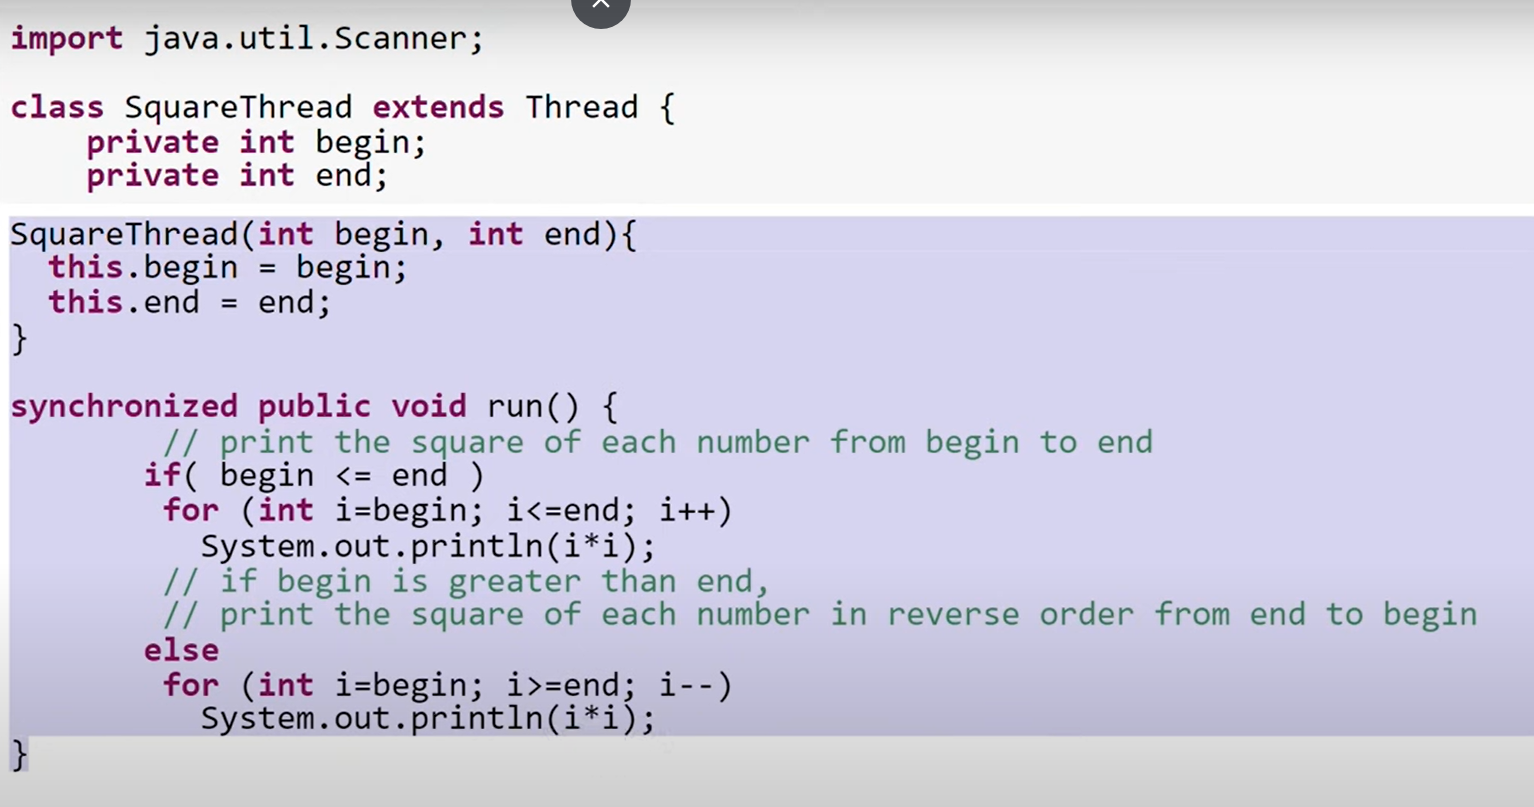 import java.util.Scanner;
class SquareThread extends Thread {
private int begin;
private int end;
SquareThread(int begin, int end){
this.begin = begin;
this.end = end;
}
synchronized public void run() {
// print the square of each number from begin to end
if( begin <= end )
for (int i=begin; i<=end; i++)
System.out.println(i*i);
// if begin is greater than end,
// print the square of each number in reverse order from end to begin
else
for (int i=begin; i>=end; i--)
System.out.println(i*i);
}